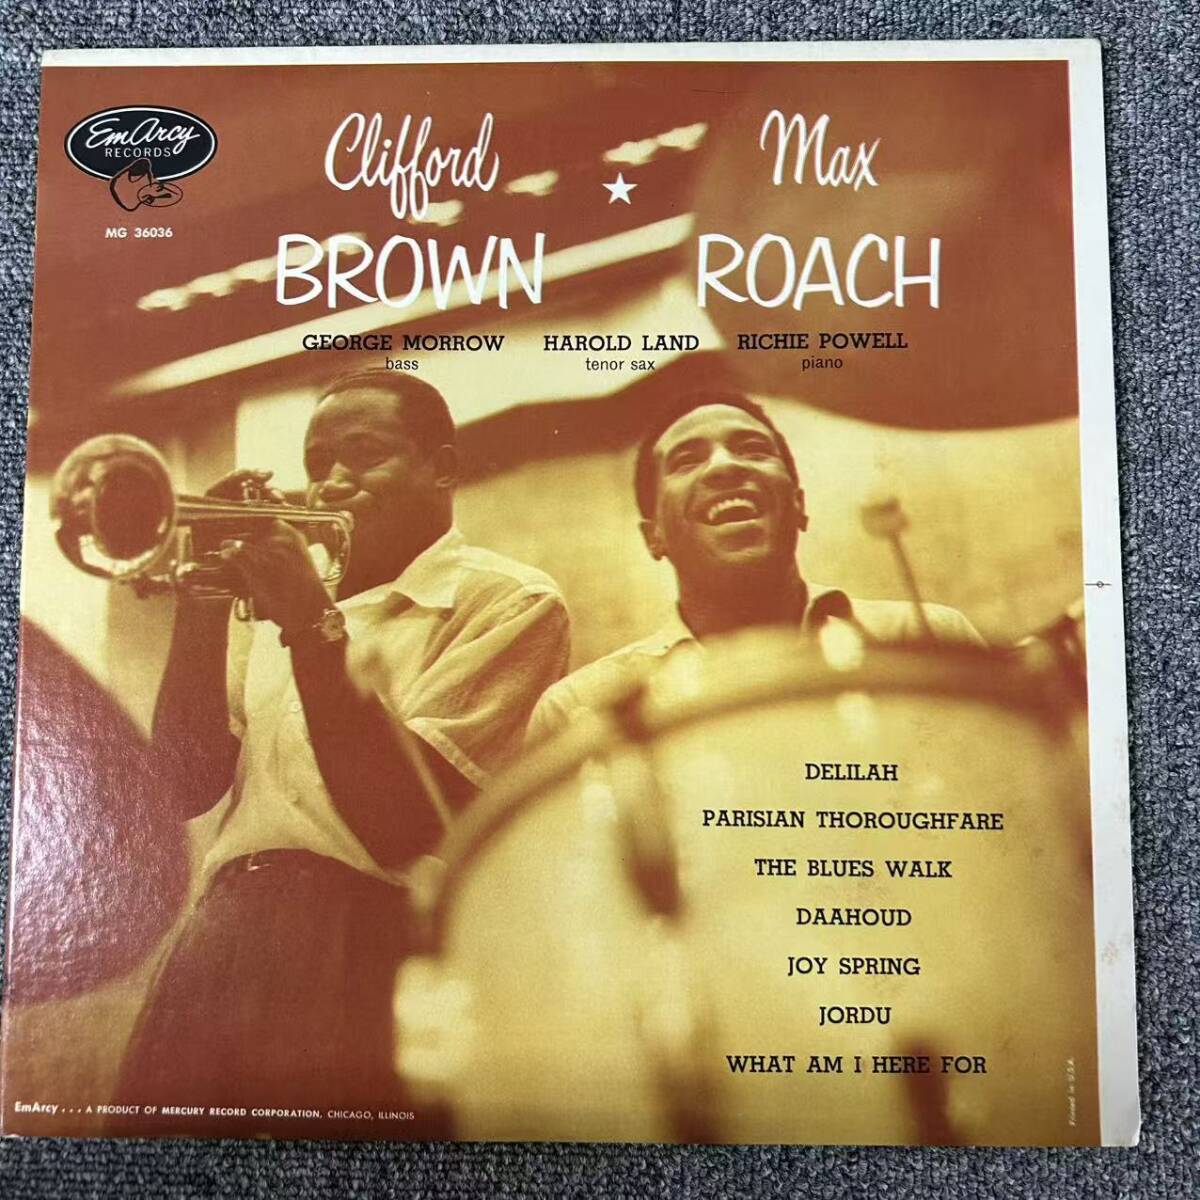 EmArcy
RECORDS
MG 36036
Clifford
BROWN
★
Max
ROACH
GEORGE MORROW
bass
HAROLD LAND
tenor sax
RICHIE POWELL
piano
DELILAH
PARISIAN THOROUGHFARE
THE BLUES WALK
DAAHOUD
JOY SPRING
JORDU
WHAT AM I HERE FOR
EmArcy . . . A PRODUCT OF MERCURY RECORD CORPORATION, CHICAGO, ILLINOIS
Printed in U.S.A.